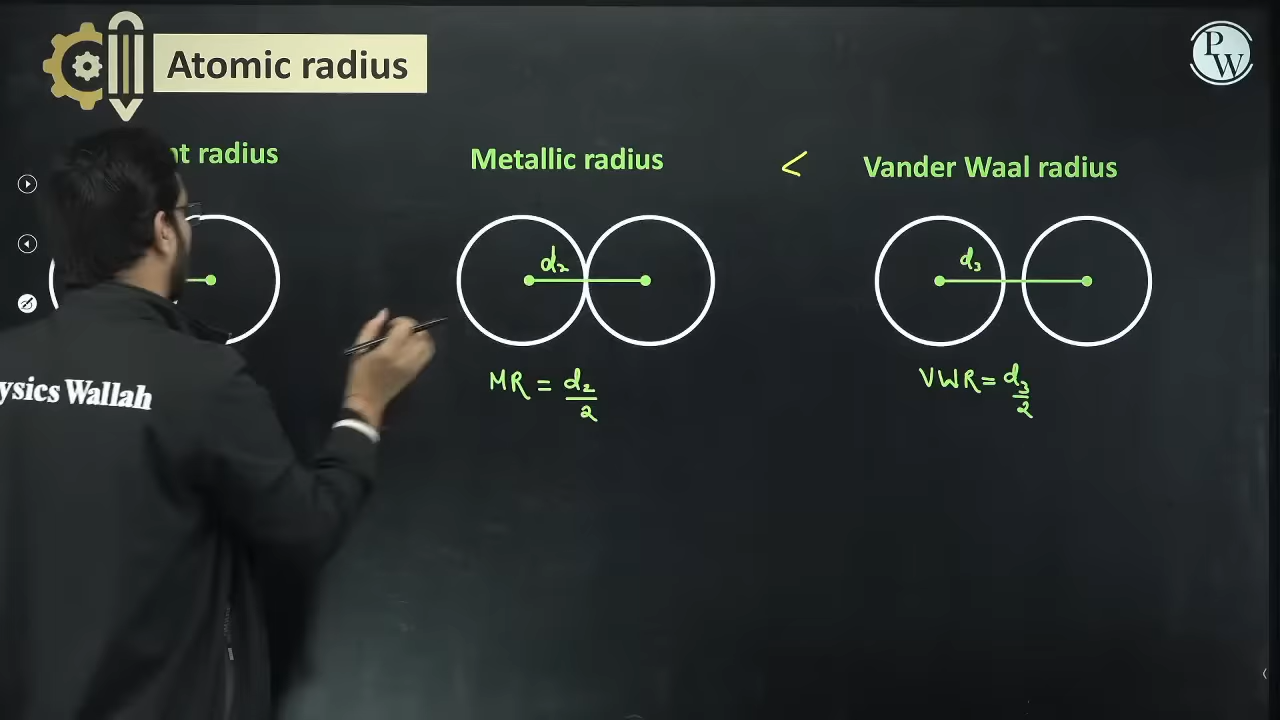 Atomic radius
PW
nt radius
Metallic radius
<
Vander Waal radius
d₂
d₃
MR = d₂/2
VWR = d₃/2
ysics Wallah